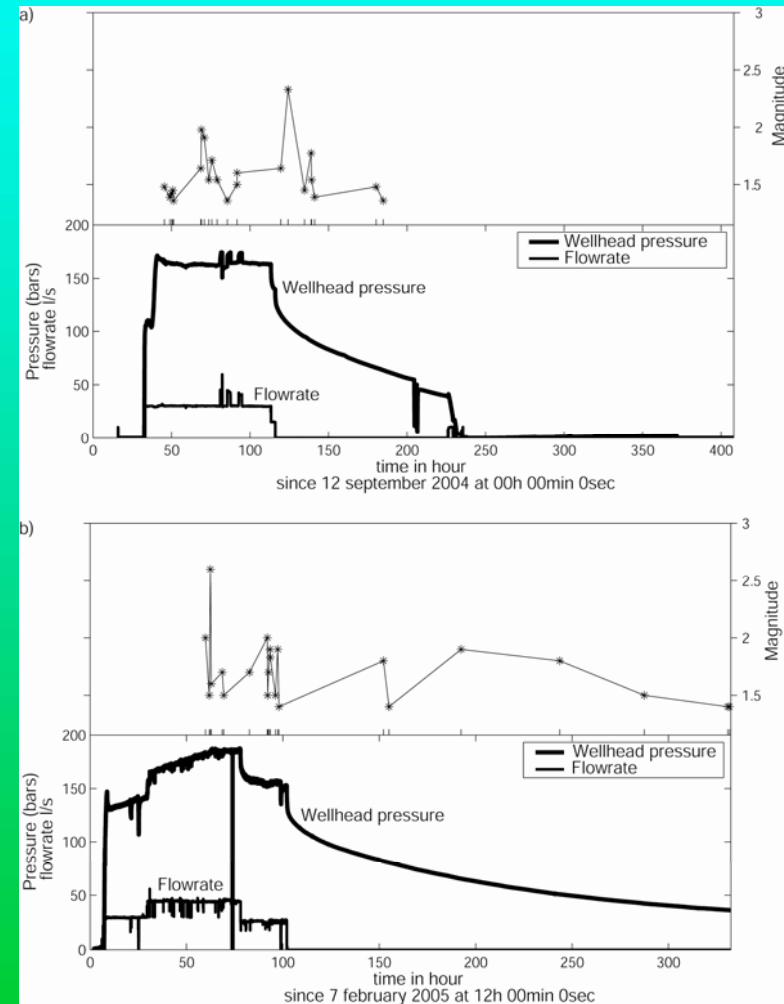 a)
3
2.5
2
1.5
Magnitude
200
150
100
50
0
Pressure (bars)
flowrate l/s
Wellhead pressure
Flowrate
Wellhead pressure
Flowrate
0 50 100 150 200 250 300 350 400
time in hour
since 12 september 2004 at 00h 00min 0sec
b)
3
2.5
2
1.5
Magnitude
200
150
100
50
0
Pressure (bars)
flowrate l/s
Wellhead pressure
Flowrate
Wellhead pressure
Flowrate
0 50 100 150 200 250 300
time in hour
since 7 february 2005 at 12h 00min 0sec